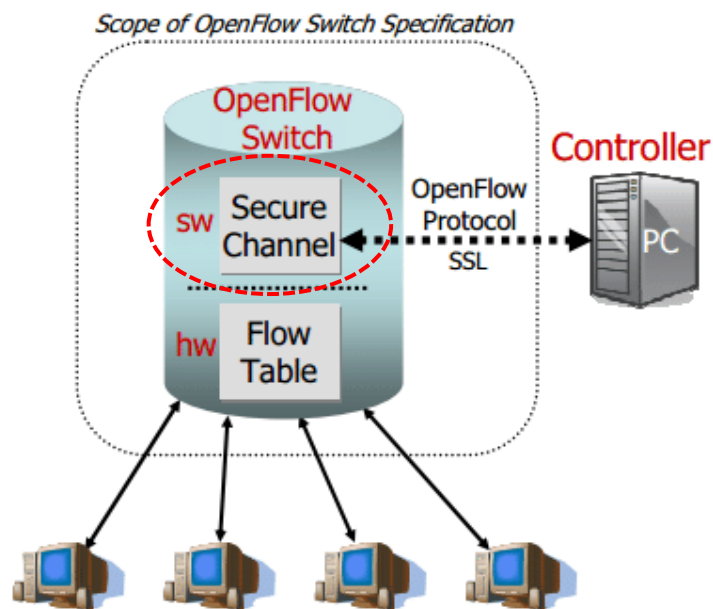 Scope of OpenFlow Switch Specification
OpenFlow
Switch
Controller
sw
Secure
Channel
OpenFlow
Protocol
SSL
PC
hw
Flow
Table